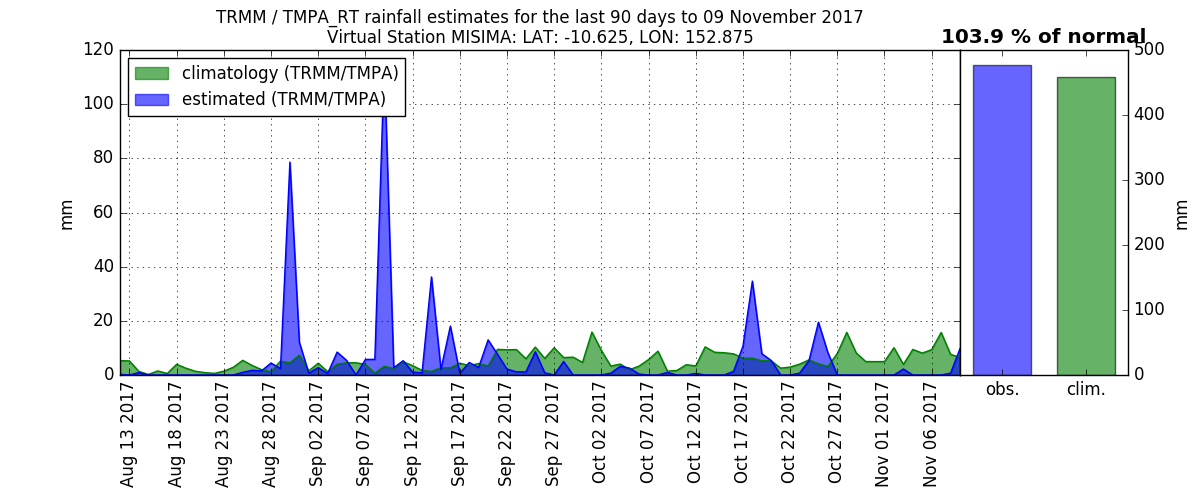 TRMM / TMPA_RT rainfall estimates for the last 90 days to 09 November 2017
Virtual Station MISIMA: LAT: -10.625, LON: 152.875
103.9 % of normal
climatology (TRMM/TMPA)
estimated (TRMM/TMPA)
120
100
80
60
40
20
0
mm
Aug 13 2017
Aug 18 2017
Aug 23 2017
Aug 28 2017
Sep 02 2017
Sep 07 2017
Sep 12 2017
Sep 17 2017
Sep 22 2017
Sep 27 2017
Oct 02 2017
Oct 07 2017
Oct 12 2017
Oct 17 2017
Oct 22 2017
Oct 27 2017
Nov 01 2017
Nov 06 2017
obs.
clim.
500
400
300
200
100
0
mm